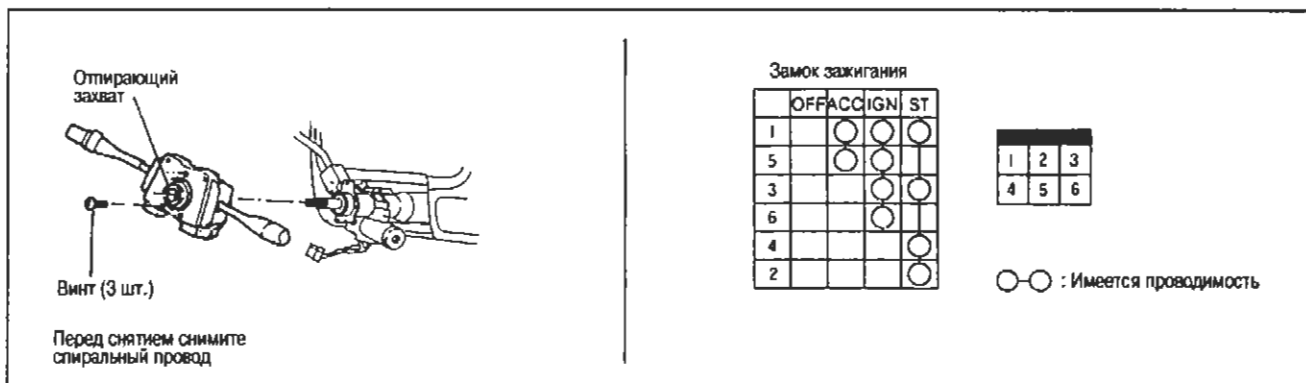 Отпирающий
захват
Винт (3 шт.)
Перед снятием снимите
спиральный провод
Замок зажигания
OFF ACC IGN ST
1
5
3
6
4
2
1 2 3
4 5 6
: Имеется проводимость